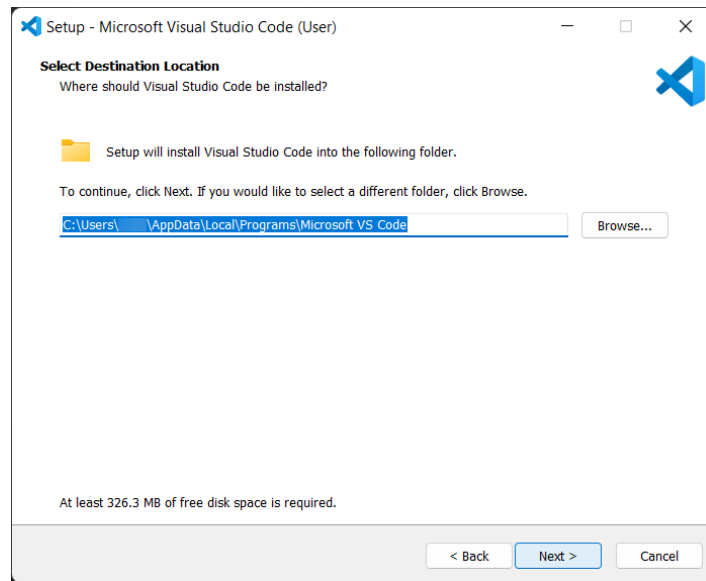 Setup - Microsoft Visual Studio Code (User)
Select Destination Location
Where should Visual Studio Code be installed?
Setup will install Visual Studio Code into the following folder.
To continue, click Next. If you would like to select a different folder, click Browse.
C:\Users\ \AppData\Local\Programs\Microsoft VS Code
Browse...
At least 326.3 MB of free disk space is required.
< Back Next > Cancel